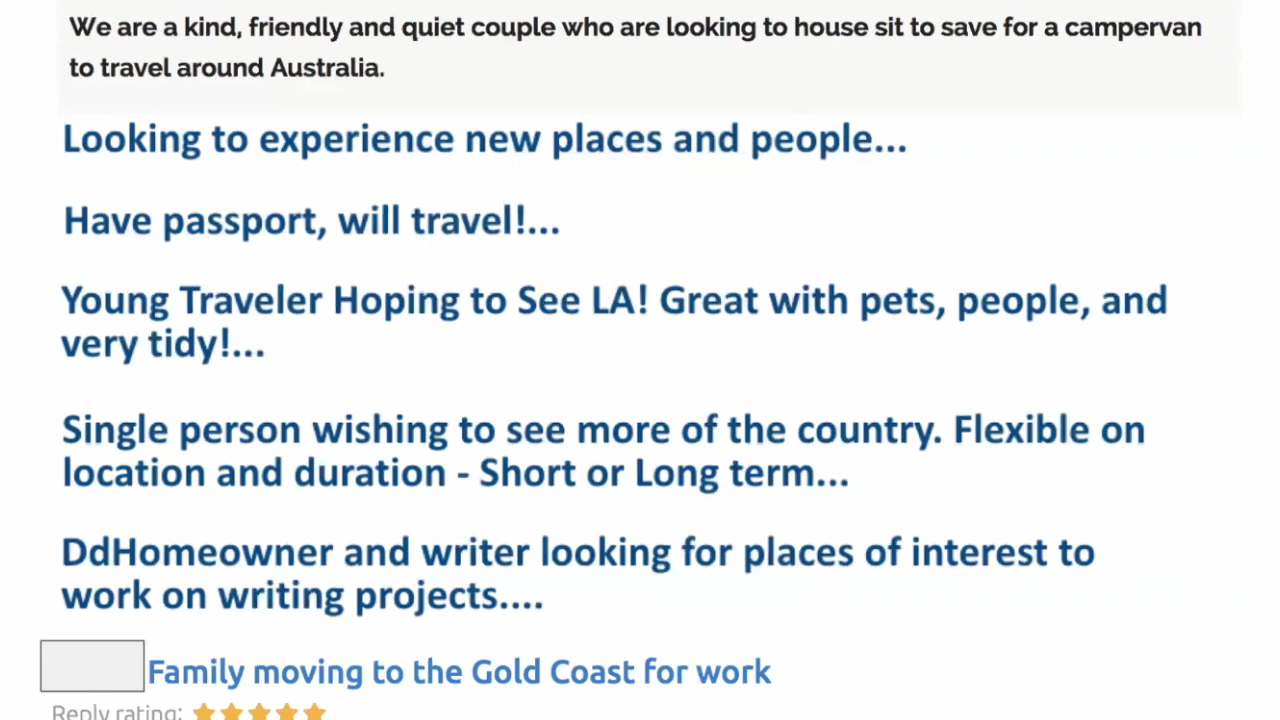 We are a kind, friendly and quiet couple who are looking to house sit to save for a campervan
to travel around Australia.
Looking to experience new places and people...
Have passport, will travel!...
Young Traveler Hoping to See LA! Great with pets, people, and
very tidy!...
Single person wishing to see more of the country. Flexible on
location and duration - Short or Long term...
DdHomeowner and writer looking for places of interest to
work on writing projects....
Family moving to the Gold Coast for work
Reply rating: